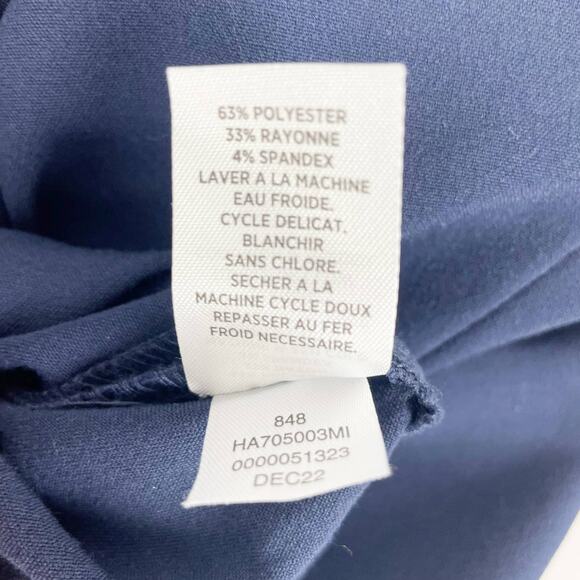 63% POLYESTER
33% RAYONNE
4% SPANDEX
LAVER A LA MACHINE
EAU FROIDE.
CYCLE DELICAT.
BLANCHIR
SANS CHLORE.
SECHER A LA
MACHINE CYCLE DOUX
REPASSER AU FER
FROID NECESSAIRE.
848
HA705003MI
0000051323
DEC22